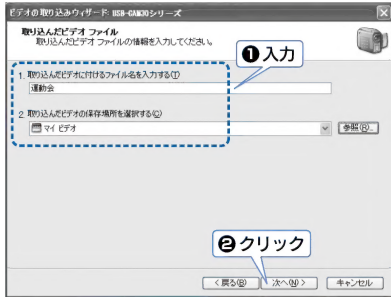 ビデオの取り込みウィザード: USB-CAM30シリーズ
取り込んだビデオ ファイル
取り込んだビデオ ファイルの情報を入力してください。
❶入力
1. 取り込んだビデオに付けるファイル名を入力する(T)
運動会
2. 取り込んだビデオの保存場所を選択する(C)
マイ ビデオ
参照(R)...
❷クリック
< 戻る(B)
次へ(N) >
キャンセル